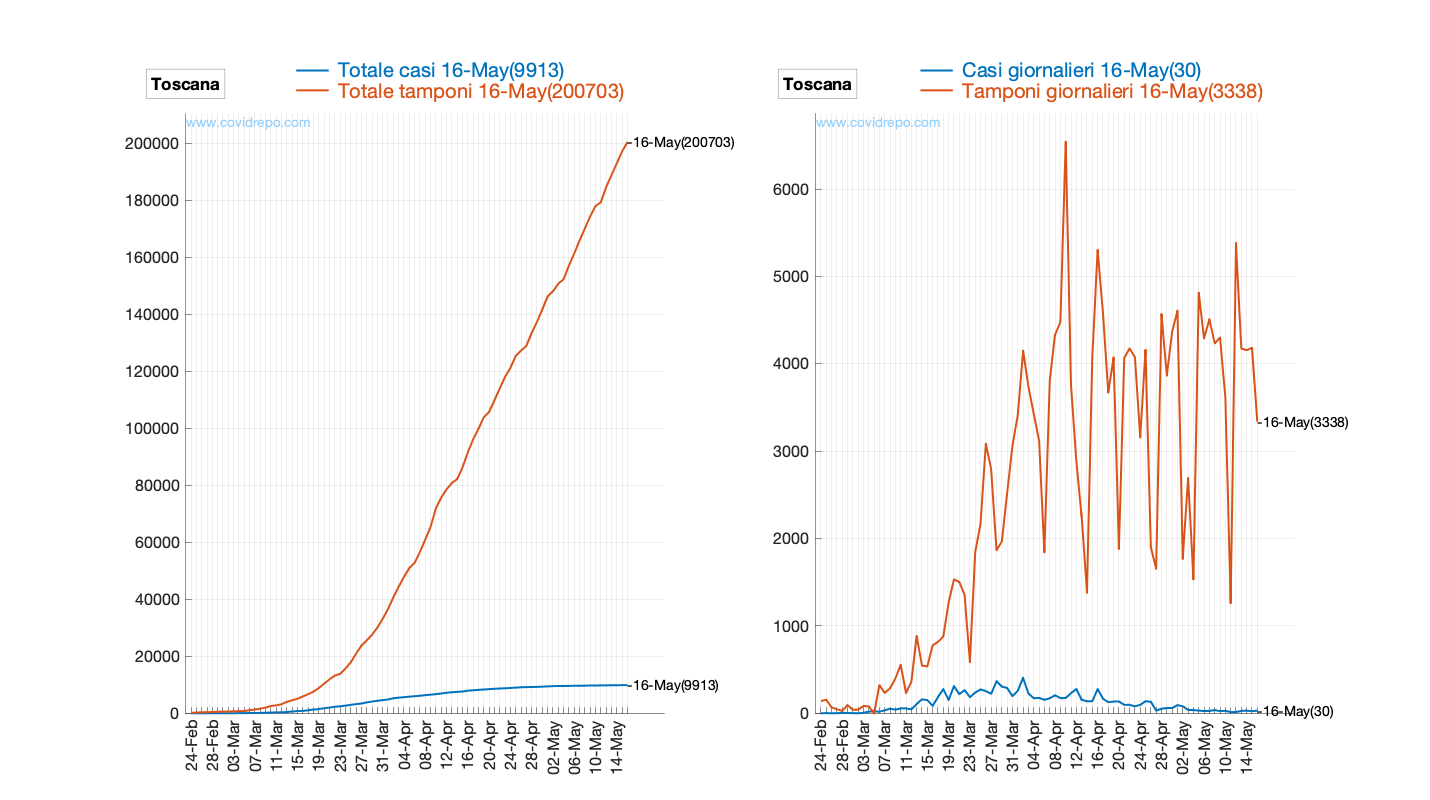 Toscana
Totale casi 16-May(9913)
Totale tamponi 16-May(200703)
www.covidrepo.com
200000
180000
160000
140000
120000
100000
80000
60000
40000
20000
0
16-May(200703)
16-May(9913)
24-Feb
28-Feb
03-Mar
07-Mar
11-Mar
15-Mar
19-Mar
23-Mar
27-Mar
31-Mar
04-Apr
08-Apr
12-Apr
16-Apr
20-Apr
24-Apr
28-Apr
02-May
06-May
10-May
14-May
Toscana
Casi giornalieri 16-May(30)
Tamponi giornalieri 16-May(3338)
www.covidrepo.com
6000
5000
4000
3000
2000
1000
0
16-May(3338)
16-May(30)
24-Feb
28-Feb
03-Mar
07-Mar
11-Mar
15-Mar
19-Mar
23-Mar
27-Mar
31-Mar
04-Apr
08-Apr
12-Apr
16-Apr
20-Apr
24-Apr
28-Apr
02-May
06-May
10-May
14-May